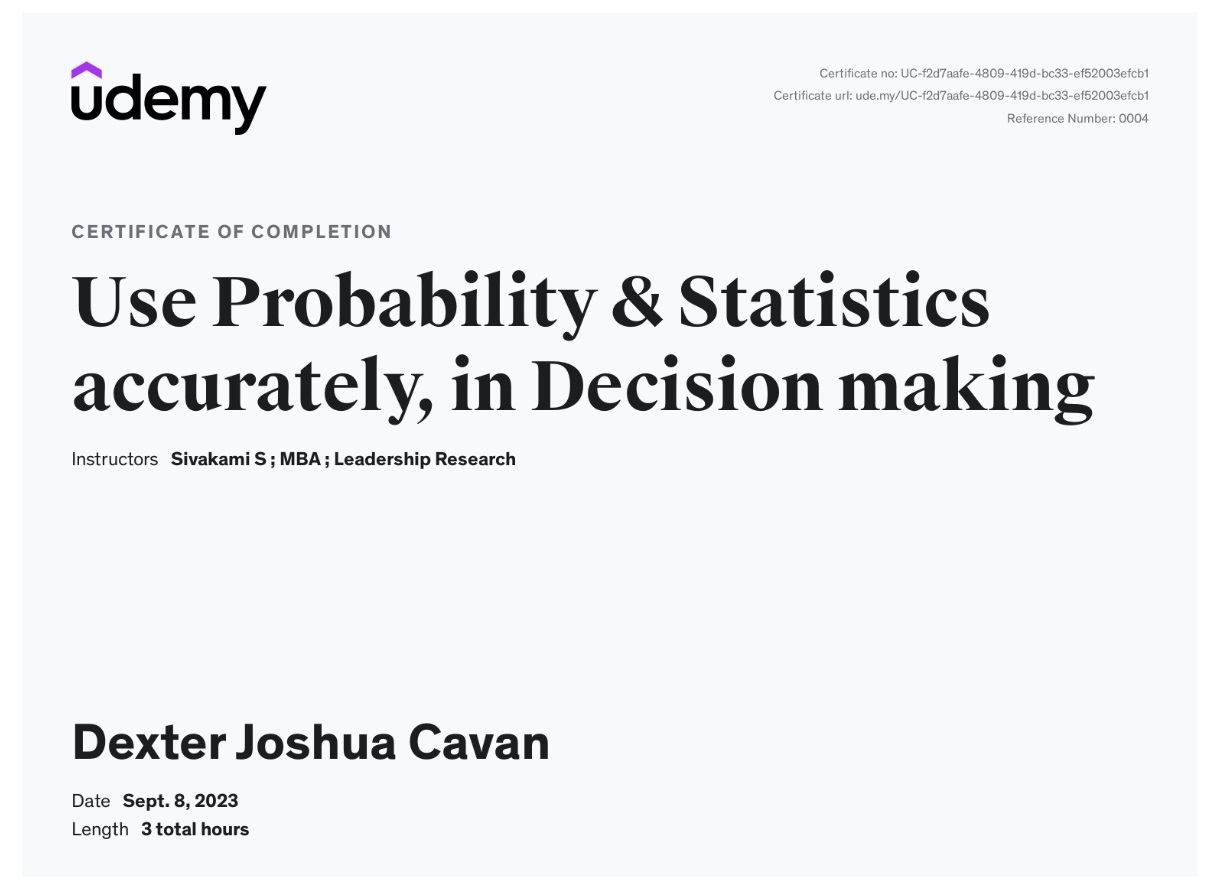 udemy
Certificate no: UC-f2d7aafe-4809-419d-bc33-ef52003efcb1
Certificate url: ude.my/UC-f2d7aafe-4809-419d-bc33-ef52003efcb1
Reference Number: 0004
CERTIFICATE OF COMPLETION
Use Probability & Statistics
accurately, in Decision making
Instructors Sivakami S ; MBA ; Leadership Research
Dexter Joshua Cavan
Date Sept. 8, 2023
Length 3 total hours